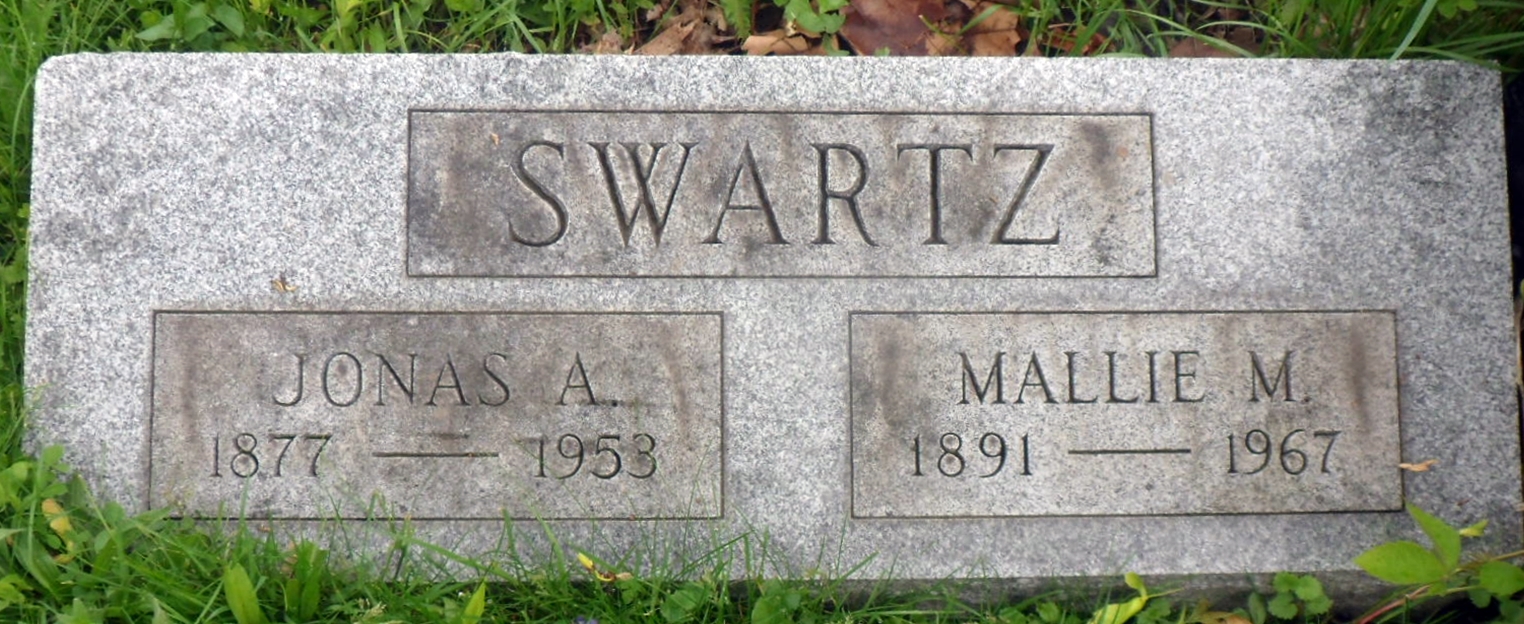 SWARTZ
JONAS A.
1877 — 1953
MALLIE M.
1891 — 1967